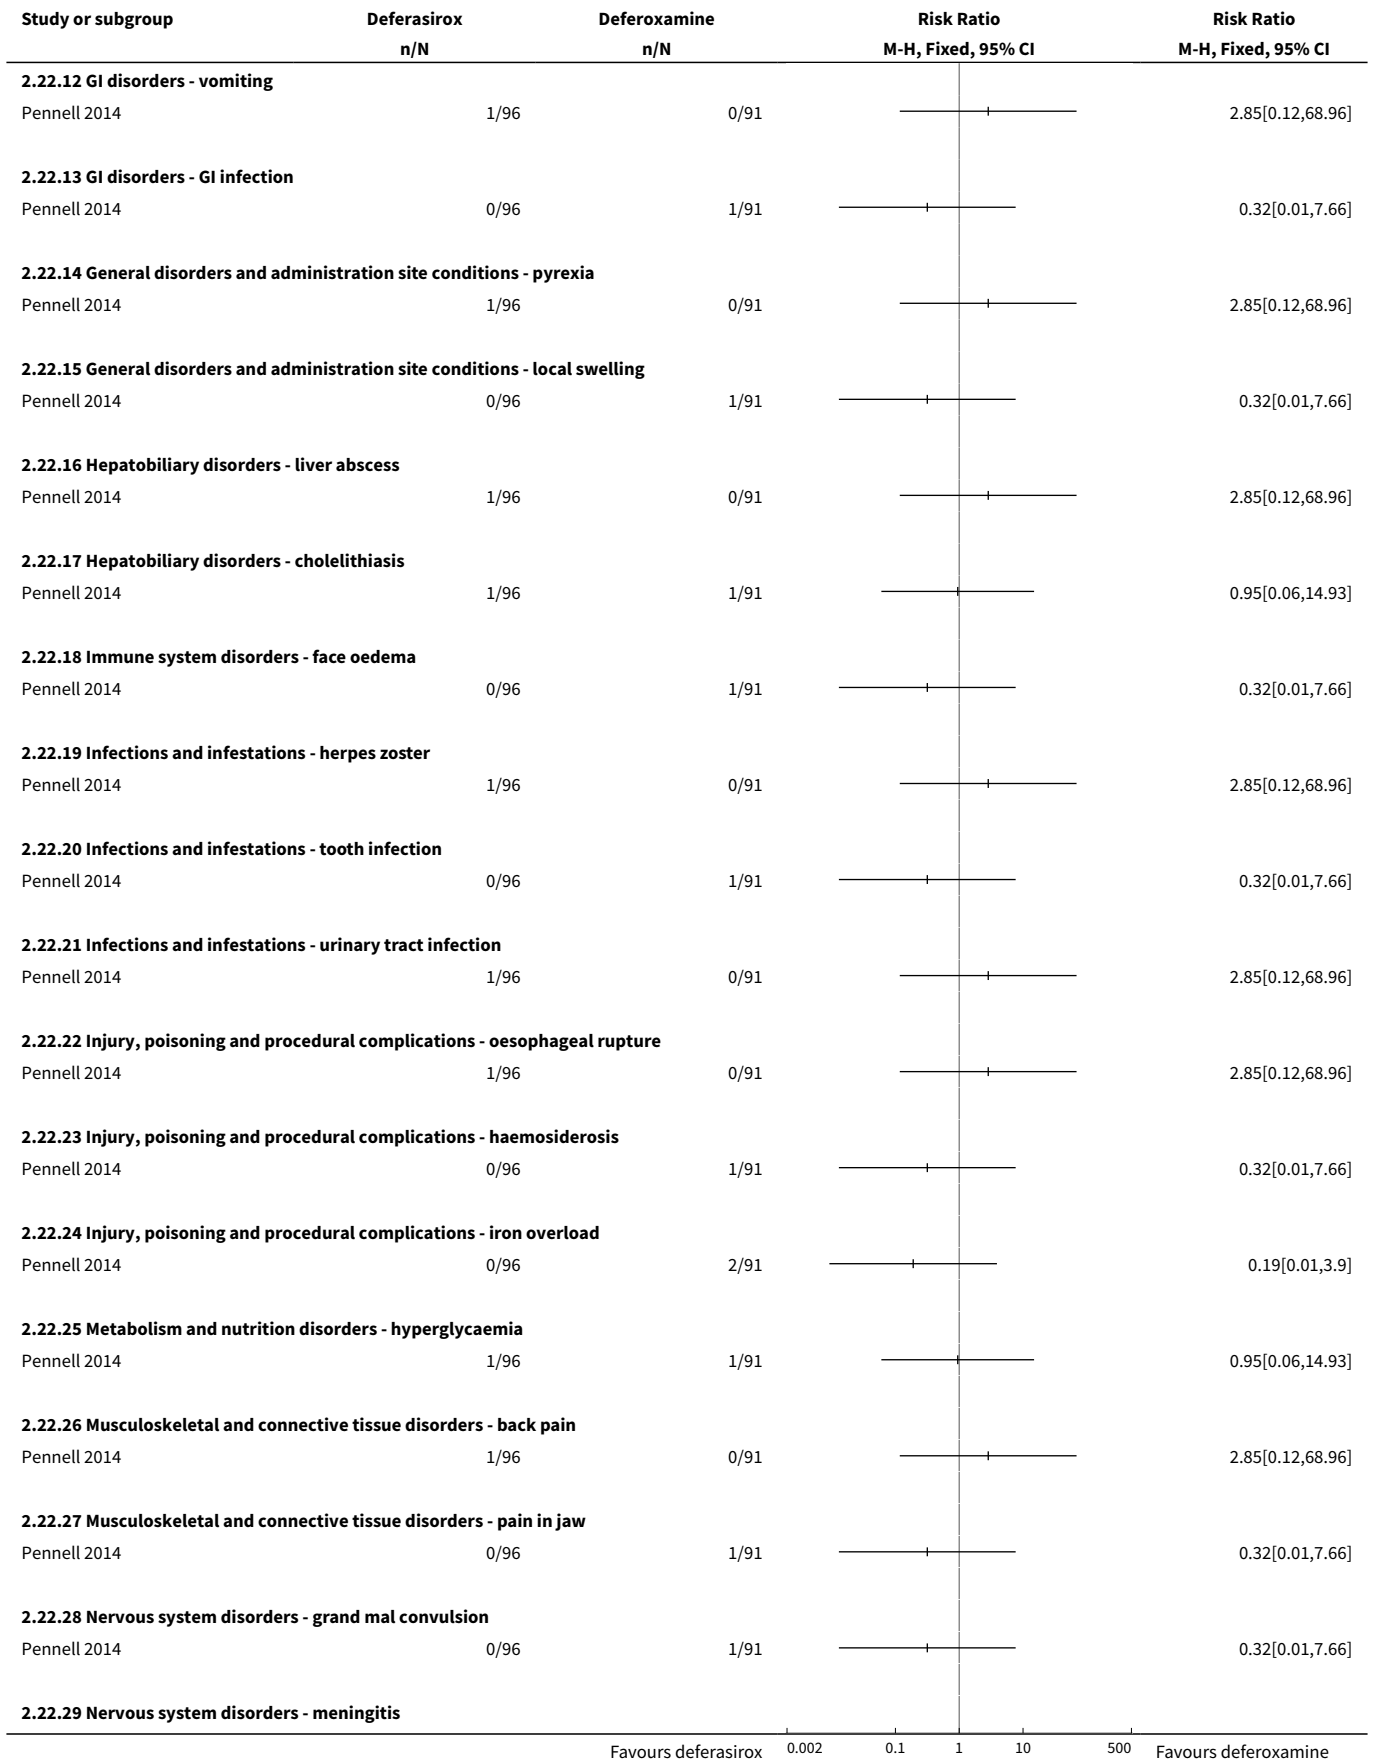 Study or subgroup Deferasirox Deferoxamine Risk Ratio Risk Ratio
n/N n/N M-H, Fixed, 95% CI M-H, Fixed, 95% CI
2.22.12 GI disorders - vomiting
Pennell 2014 1/96 0/91 2.85[0.12,68.96]
2.22.13 GI disorders - GI infection
Pennell 2014 0/96 1/91 0.32[0.01,7.66]
2.22.14 General disorders and administration site conditions - pyrexia
Pennell 2014 1/96 0/91 2.85[0.12,68.96]
2.22.15 General disorders and administration site conditions - local swelling
Pennell 2014 0/96 1/91 0.32[0.01,7.66]
2.22.16 Hepatobiliary disorders - liver abscess
Pennell 2014 1/96 0/91 2.85[0.12,68.96]
2.22.17 Hepatobiliary disorders - cholelithiasis
Pennell 2014 1/96 1/91 0.95[0.06,14.93]
2.22.18 Immune system disorders - face oedema
Pennell 2014 0/96 1/91 0.32[0.01,7.66]
2.22.19 Infections and infestations - herpes zoster
Pennell 2014 1/96 0/91 2.85[0.12,68.96]
2.22.20 Infections and infestations - tooth infection
Pennell 2014 0/96 1/91 0.32[0.01,7.66]
2.22.21 Infections and infestations - urinary tract infection
Pennell 2014 1/96 0/91 2.85[0.12,68.96]
2.22.22 Injury, poisoning and procedural complications - oesophageal rupture
Pennell 2014 1/96 0/91 2.85[0.12,68.96]
2.22.23 Injury, poisoning and procedural complications - haemosiderosis
Pennell 2014 0/96 1/91 0.32[0.01,7.66]
2.22.24 Injury, poisoning and procedural complications - iron overload
Pennell 2014 0/96 2/91 0.19[0.01,3.9]
2.22.25 Metabolism and nutrition disorders - hyperglycaemia
Pennell 2014 1/96 1/91 0.95[0.06,14.93]
2.22.26 Musculoskeletal and connective tissue disorders - back pain
Pennell 2014 1/96 0/91 2.85[0.12,68.96]
2.22.27 Musculoskeletal and connective tissue disorders - pain in jaw
Pennell 2014 0/96 1/91 0.32[0.01,7.66]
2.22.28 Nervous system disorders - grand mal convulsion
Pennell 2014 0/96 1/91 0.32[0.01,7.66]
2.22.29 Nervous system disorders - meningitis
Favours deferasirox 0.002 0.1 1 10 500 Favours deferoxamine